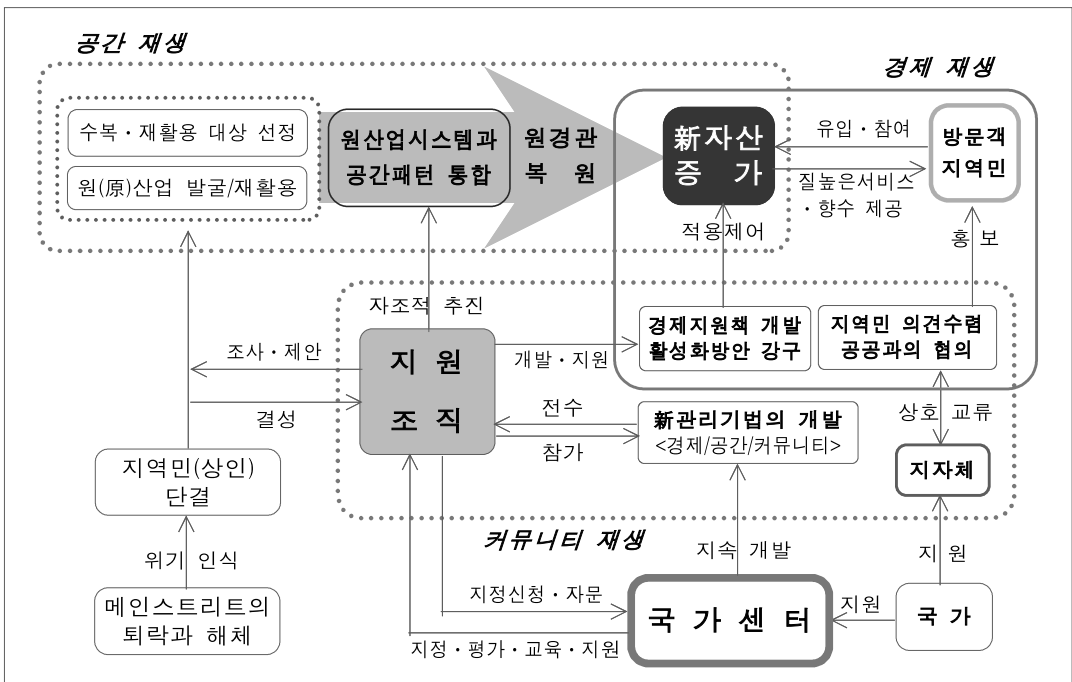 공간 재생
경제 재생
수복・재활용 대상 선정
원(原)산업 발굴/재활용
원산업시스템과
공간패턴 통합
원경관
복 원
新자산
증 가
유입・참여
질높은서비스
・향수 제공
방문객
지역민
적용제어
홍 보
자조적 추진
경제지원책 개발
활성화방안 강구
지역민 의견수렴
공공과의 협의
지 원
조 직
조사・제안
결성
개발・지원
전수
참가
新관리기법의 개발
<경제/공간/커뮤니티>
상호 교류
지자체
지역민(상인)
단결
커뮤니티 재생
위기 인식
지속 개발
지 원
메인스트리트의
퇴락과 해체
지정신청・자문
지정・평가・교육・지원
국 가 센 터
지원
국 가